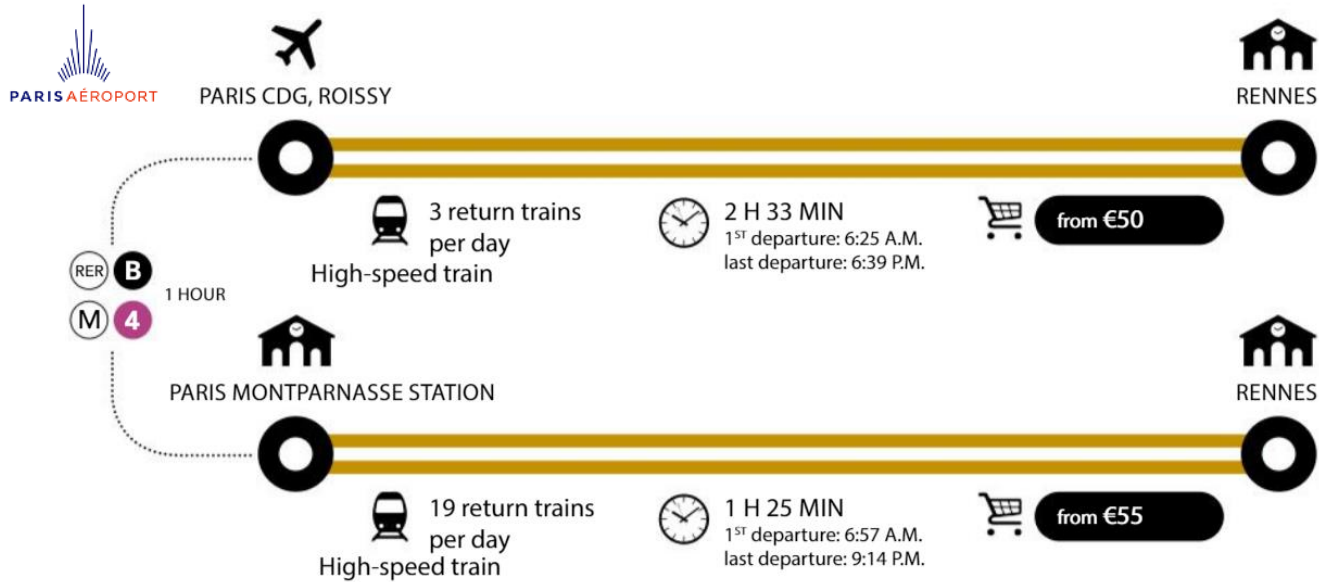 PARIS AÉROPORT
PARIS CDG, ROISSY
RENNES
3 return trains
per day
High-speed train
2 H 33 MIN
1ST departure: 6:25 A.M.
last departure: 6:39 P.M.
from €50
RER B
M 4
1 HOUR
PARIS MONTPARNASSE STATION
RENNES
19 return trains
per day
High-speed train
1 H 25 MIN
1ST departure: 6:57 A.M.
last departure: 9:14 P.M.
from €55